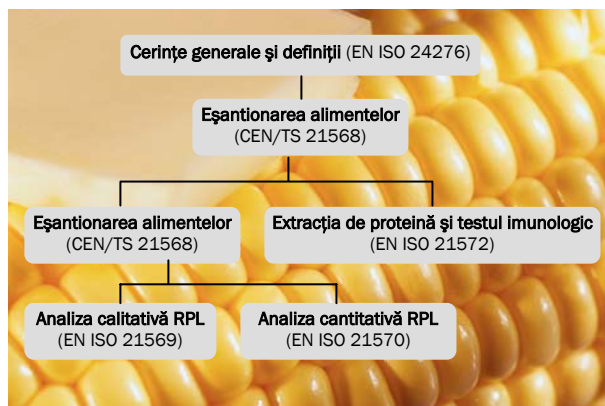 Cerințe generale și definiții (EN ISO 24276)
Eșantionarea alimentelor
(CEN/TS 21568)
Eșantionarea alimentelor
(CEN/TS 21568)
Extracția de proteină și testul imunologic
(EN ISO 21572)
Analiza calitativă RPL
(EN ISO 21569)
Analiza cantitativă RPL
(EN ISO 21570)